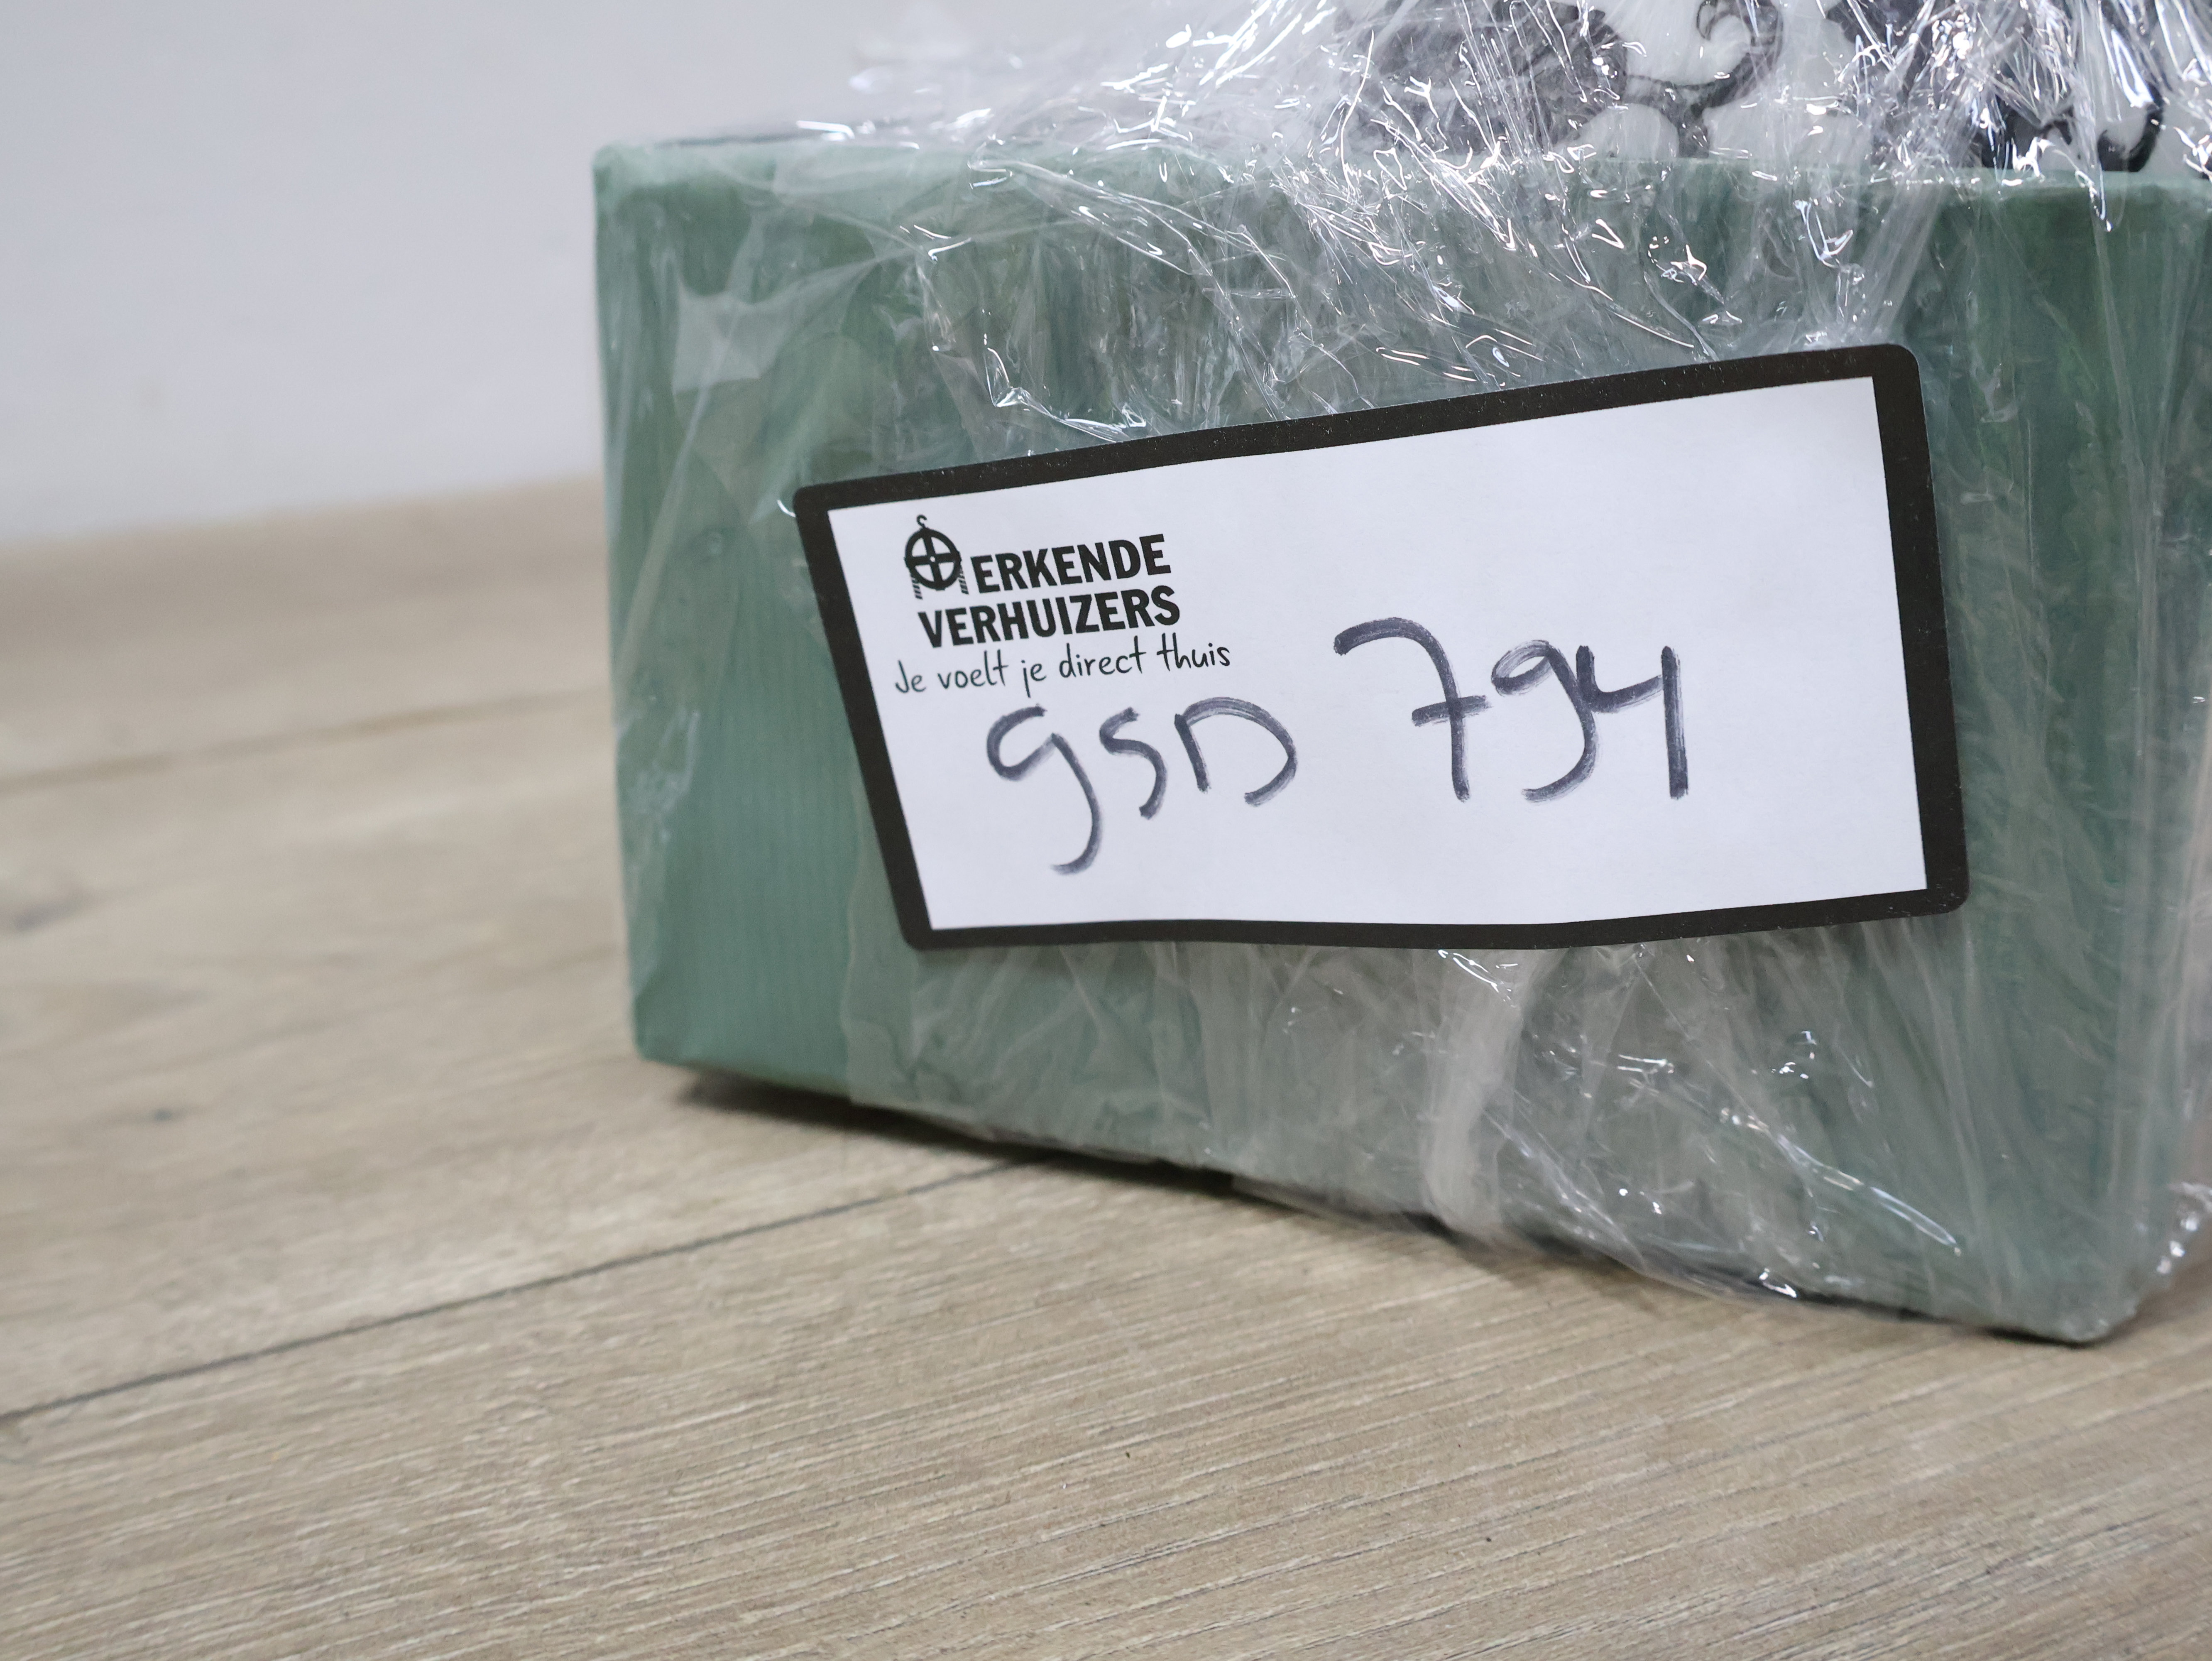 ERKENDE
VERHUIZERS
Je voelt je direct thuis
gsD 794